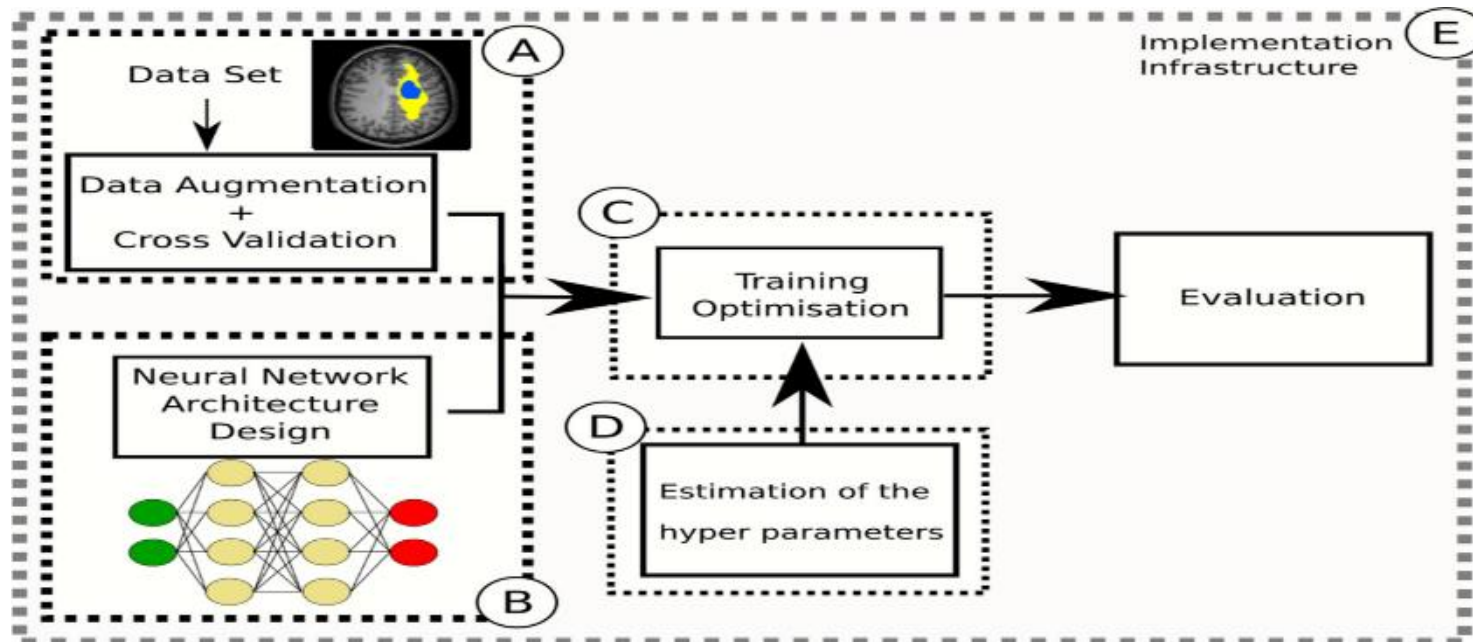 A
Data Set
Data Augmentation
+
Cross Validation
B
Neural Network
Architecture
Design
C
Training
Optimisation
D
Estimation of the
hyper parameters
Evaluation
E
Implementation
Infrastructure